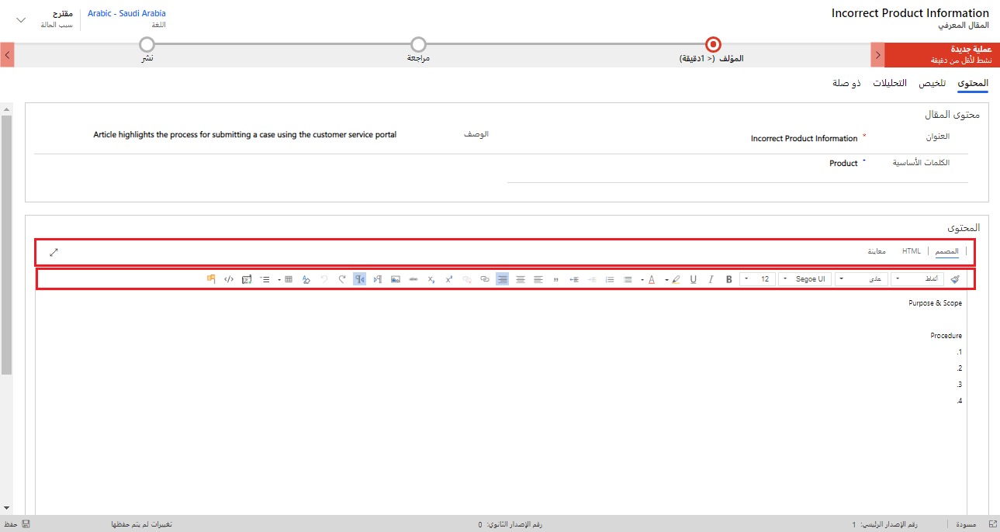 Incorrect Product Information
المقال المعرفي
Arabic - Saudi Arabia
اللغة
مقترح
سبب الحالة
عملية جديدة
نشط لأقل من دقيقة
المؤلف (< 1دقيقة)
مراجعة
نشر
المحتوى
تلخيص
التحليلات
ذو صلة
محتوى المقال
العنوان
* Incorrect Product Information
الوصف
Article highlights the process for submitting a case using the customer service portal
الكلمات الأساسية
+ Product
المحتوى
المصمم
HTML
معاينة
أنماط
عادي
Segoe UI
12
Purpose & Scope
Procedure
.1
.2
.3
.4
مسودة
رقم الإصدار الرئيسي: 1
رقم الإصدار الثانوي: 0
تغييرات لم يتم حفظها
حفظ